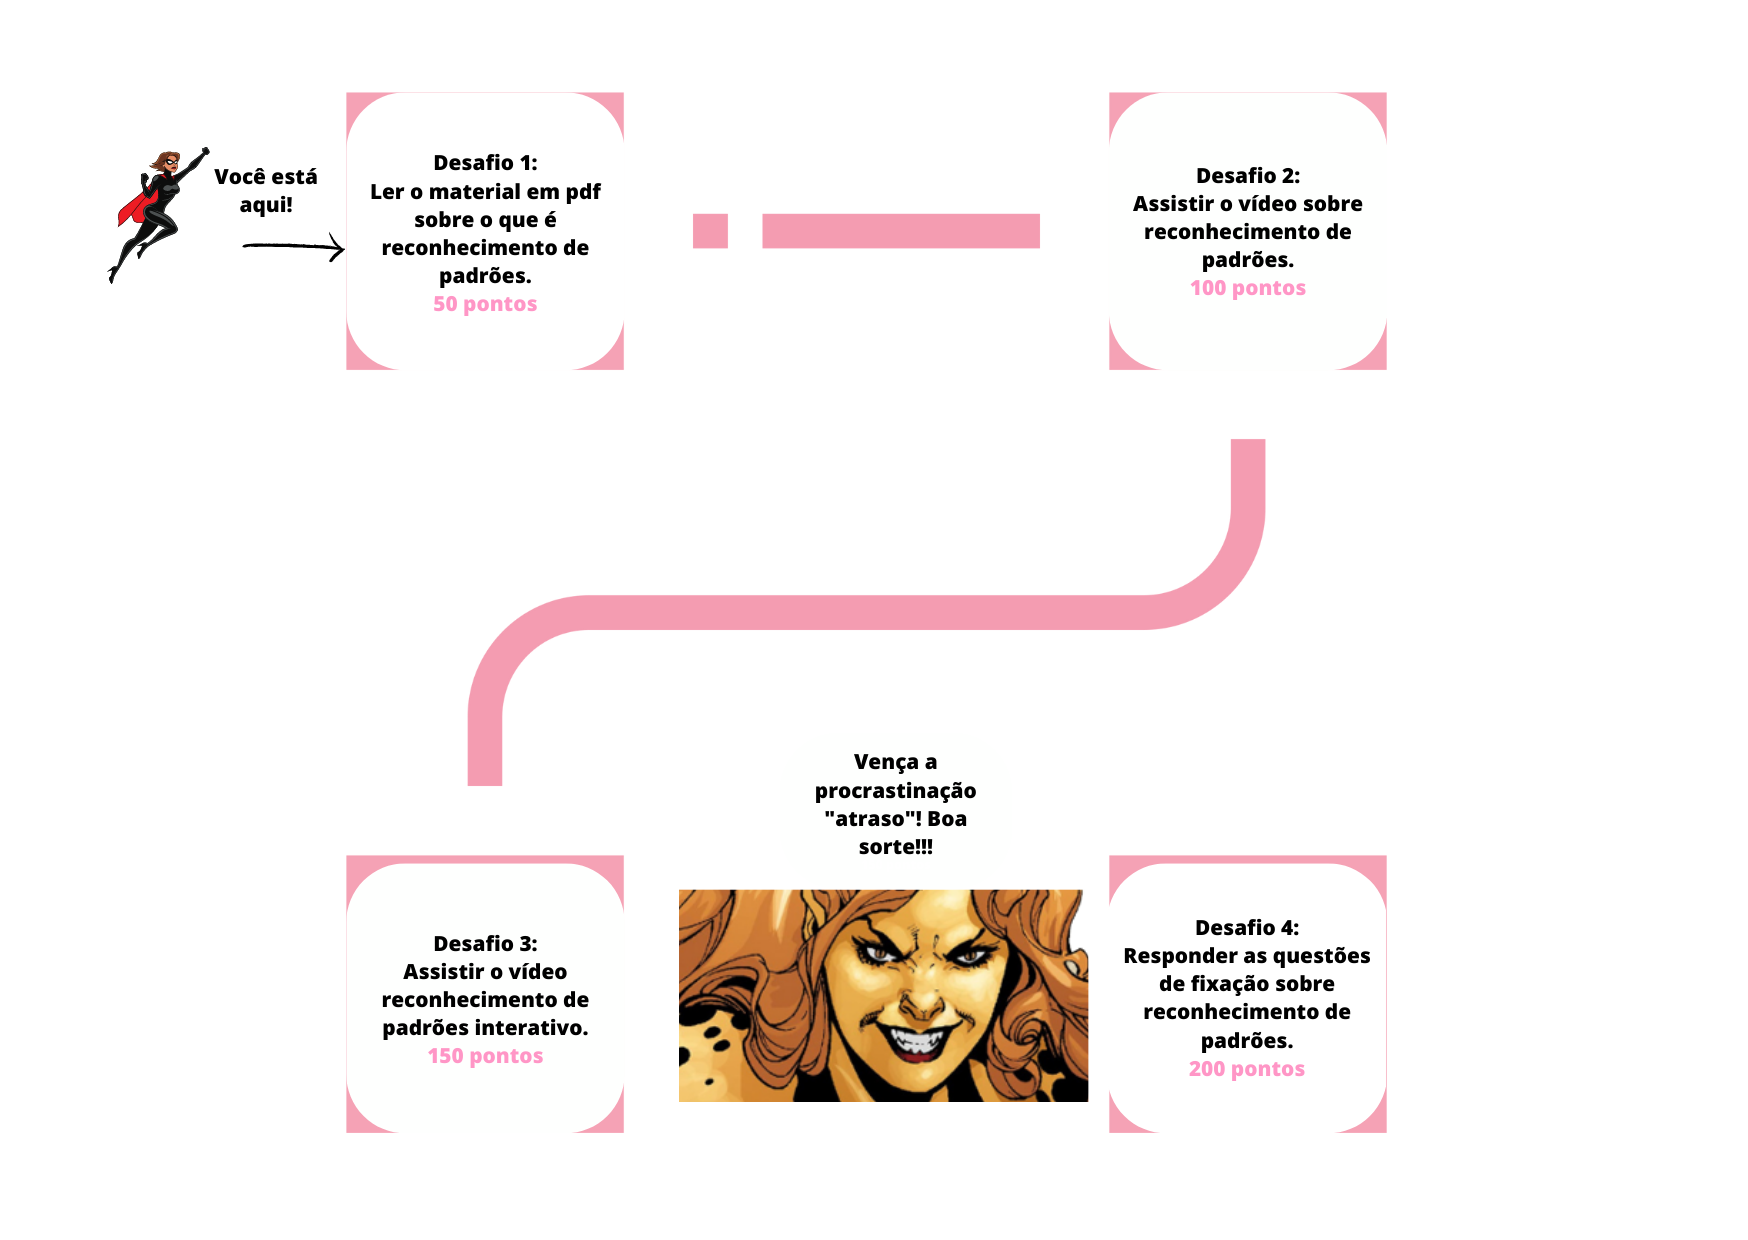 Você está
aqui!
Desafio 1:
Ler o material em pdf
sobre o que é
reconhecimento de
padrões.
50 pontos
Desafio 2:
Assistir o vídeo sobre
reconhecimento de
padrões.
100 pontos
Desafio 3:
Assistir o vídeo
reconhecimento de
padrões interativo.
150 pontos
Vença a
procrastinação
"atraso"! Boa
sorte!!!
Desafio 4:
Responder as questões
de fixação sobre
reconhecimento de
padrões.
200 pontos